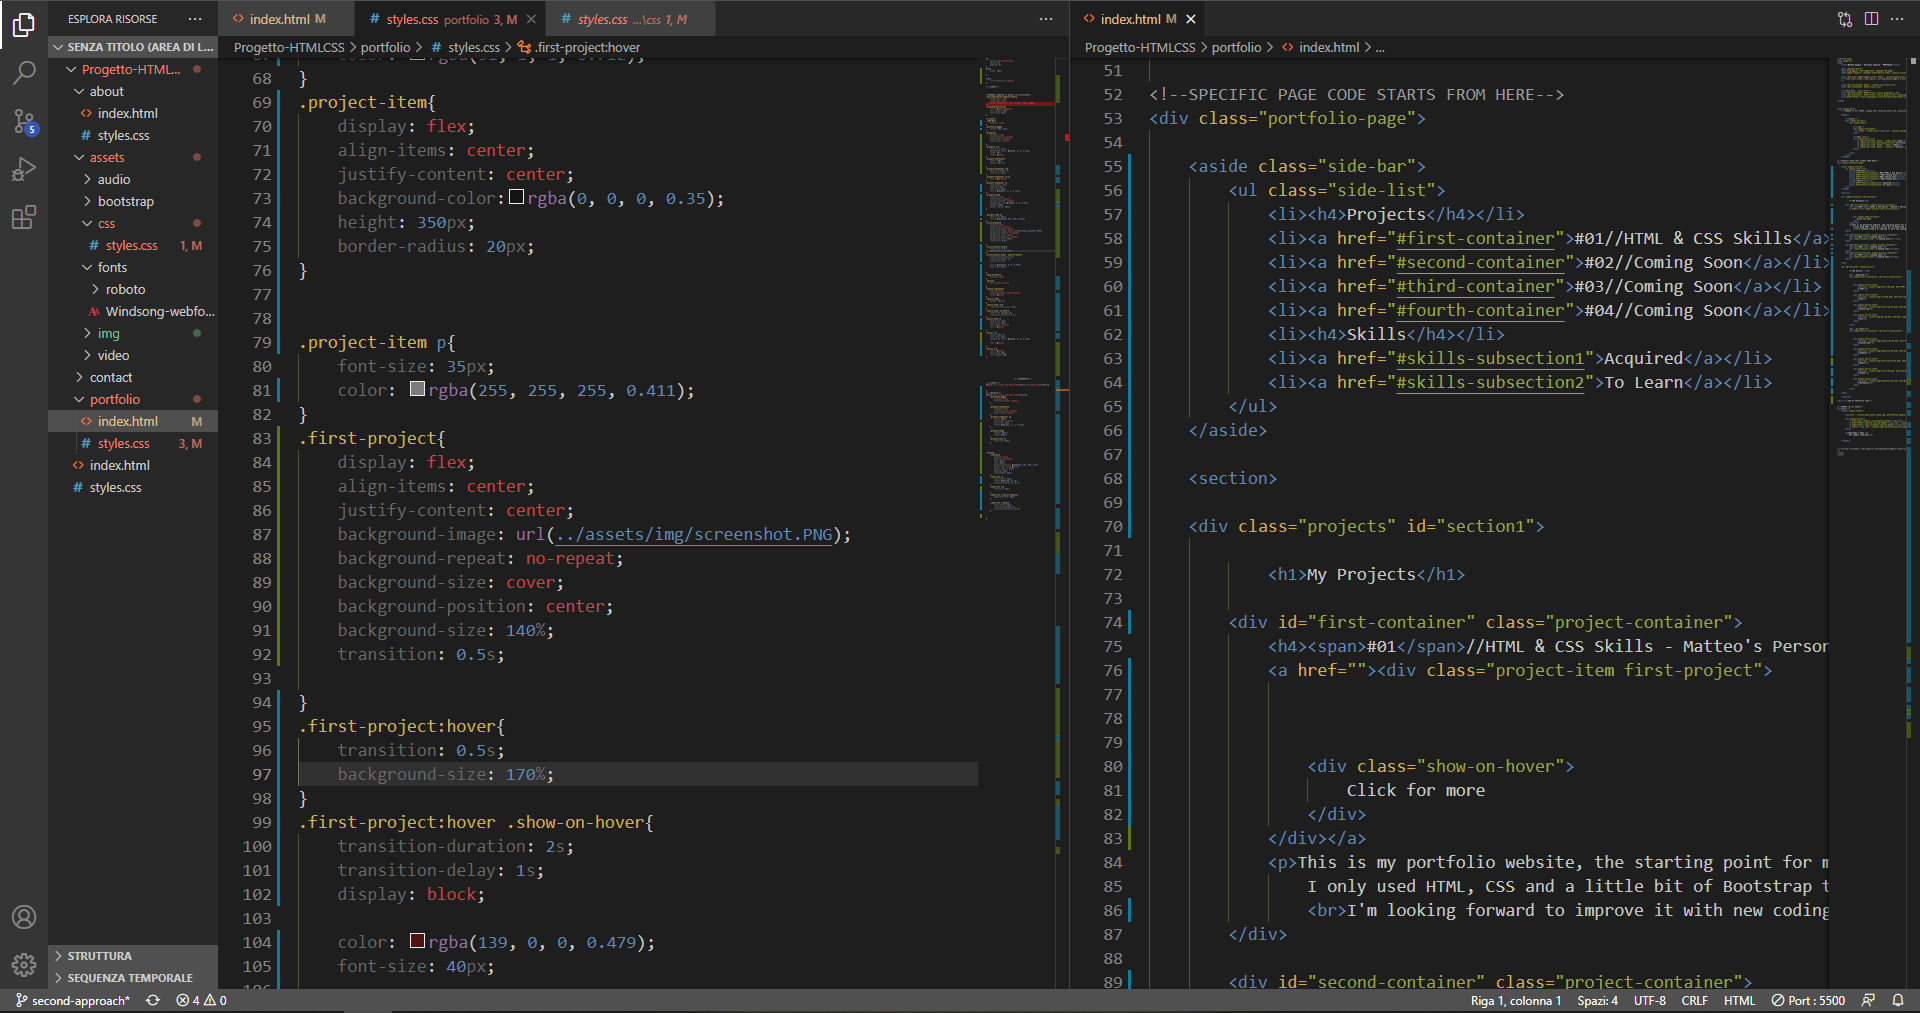 ESPLORA RISORSE
SENZA TITOLO (AREA DI L...
Progetto-HTML...
about
index.html
# styles.css
assets
audio
bootstrap
css
# styles.css 1, M
fonts
roboto
Windsong-webfo...
img
video
contact
portfolio
index.html M
# styles.css 3, M
index.html
# styles.css
STRUTTURA
SEQUENZA TEMPORALE
5
index.html M
# styles.css portfolio 3, M
# styles.css ...\css 1, M
Progetto-HTMLCSS > portfolio > # styles.css > .first-project:hover
68 }
69 .project-item{
70 display: flex;
71 align-items: center;
72 justify-content: center;
73 background-color: rgba(0, 0, 0, 0.35);
74 height: 350px;
75 border-radius: 20px;
76 }
77
78
79 .project-item p{
80 font-size: 35px;
81 color: rgba(255, 255, 255, 0.411);
82 }
83 .first-project{
84 display: flex;
85 align-items: center;
86 justify-content: center;
87 background-image: url(../assets/img/screenshot.PNG);
88 background-repeat: no-repeat;
89 background-size: cover;
90 background-position: center;
91 background-size: 140%;
92 transition: 0.5s;
93
94 }
95 .first-project:hover{
96 transition: 0.5s;
97 background-size: 170%;
98 }
99 .first-project:hover .show-on-hover{
100 transition-duration: 2s;
101 transition-delay: 1s;
102 display: block;
103
104 color: rgba(139, 0, 0, 0.479);
105 font-size: 40px;
index.html M
Progetto-HTMLCSS > portfolio > index.html > ...
51
52 <!--SPECIFIC PAGE CODE STARTS FROM HERE-->
53 <div class="portfolio-page">
54
55 <aside class="side-bar">
56 <ul class="side-list">
57 <li><h4>Projects</h4></li>
58 <li><a href="#first-container">#01//HTML & CSS Skills</a>
59 <li><a href="#second-container">#02//Coming Soon</a></li>
60 <li><a href="#third-container">#03//Coming Soon</a></li>
61 <li><a href="#fourth-container">#04//Coming Soon</a></li>
62 <li><h4>Skills</h4></li>
63 <li><a href="#skills-subsection1">Acquired</a></li>
64 <li><a href="#skills-subsection2">To Learn</a></li>
65 </ul>
66 </aside>
67
68 <section>
69
70 <div class="projects" id="section1">
71
72 <h1>My Projects</h1>
73
74 <div id="first-container" class="project-container">
75 <h4><span>#01</span>//HTML & CSS Skills - Matteo's Person
76 <a href=""><div class="project-item first-project">
77
78
79
80 <div class="show-on-hover">
81 Click for more
82 </div>
83 </div></a>
84 <p>This is my portfolio website, the starting point for m
85 I only used HTML, CSS and a little bit of Bootstrap t
86 <br>I'm looking forward to improve it with new coding
87 </div>
88
89 <div id="second-container" class="project-container">
second-approach* 4 0
Riga 1, colonna 1 Spazi: 4 UTF-8 CRLF HTML Port : 5500